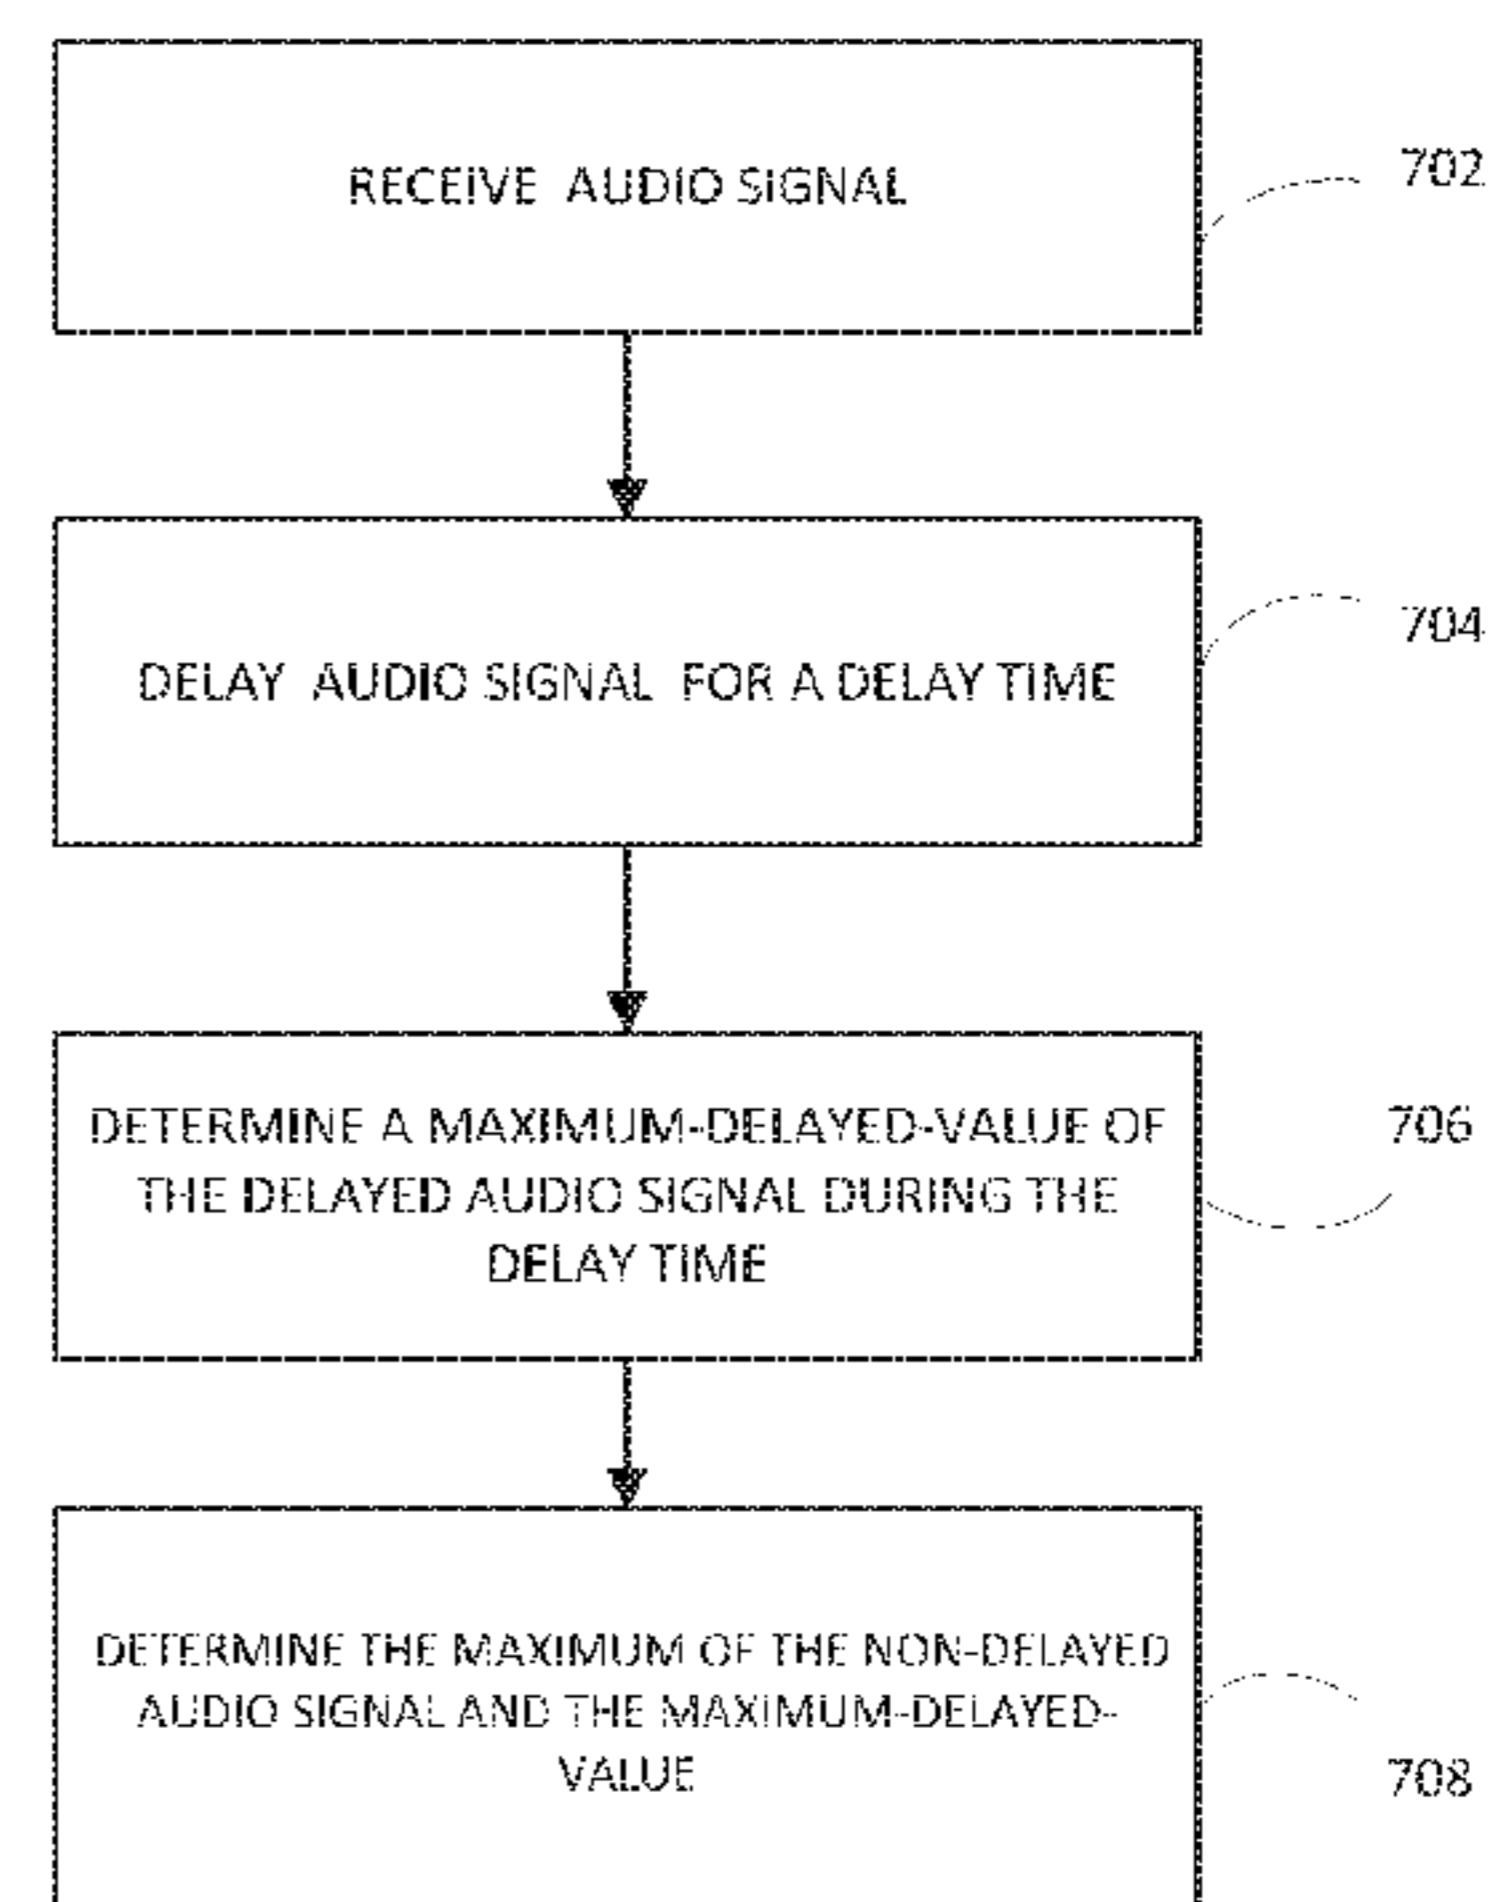 RECEIVE AUDIO SIGNAL
702
DELAY AUDIO SIGNAL FOR A DELAY TIME
704
DETERMINE A MAXIMUM-DELAYED-VALUE OF
THE DELAYED AUDIO SIGNAL DURING THE
DELAY TIME
706
DETERMINE THE MAXIMUM OF THE NON-DELAYED
AUDIO SIGNAL AND THE MAXIMUM-DELAYED-
VALUE
708